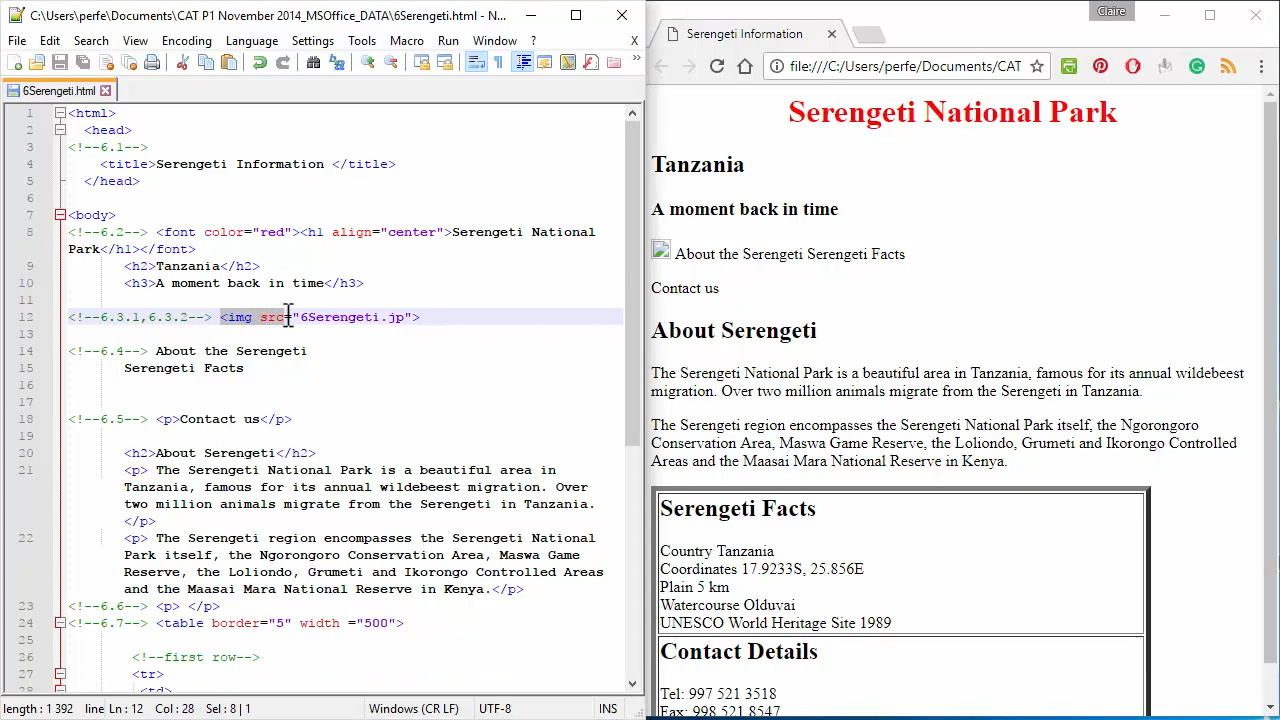 C:\Users\perfe\Documents\CAT P1 November 2014_MSOffice_DATA\6Serengeti.html - N...
File Edit Search View Encoding Language Settings Tools Macro Run Window ? X
6Serengeti.html
1 <html>
2 <head>
3 <!--6.1-->
4 <title>Serengeti Information </title>
5 </head>
6
7 <body>
8 <!--6.2--> <font color="red"><h1 align="center">Serengeti National
Park</h1></font>
9 <h2>Tanzania</h2>
10 <h3>A moment back in time</h3>
11
12 <!--6.3.1,6.3.2--> <img src="6Serengeti.jp">
13
14 <!--6.4--> About the Serengeti
15 Serengeti Facts
16
17
18 <!--6.5--> <p>Contact us</p>
19
20 <h2>About Serengeti</h2>
21 <p> The Serengeti National Park is a beautiful area in
Tanzania, famous for its annual wildebeest migration. Over
two million animals migrate from the Serengeti in Tanzania.
</p>
22 <p> The Serengeti region encompasses the Serengeti National
Park itself, the Ngorongoro Conservation Area, Maswa Game
Reserve, the Loliondo, Grumeti and Ikorongo Controlled Areas
and the Maasai Mara National Reserve in Kenya.</p>
23 <!--6.6--> <p> </p>
24 <!--6.7--> <table border="5" width ="500">
25
26 <!--first row-->
27 <tr>
28 <td>
length : 1 392 line Ln : 12 Col : 28 Sel : 8 | 1 Windows (CR LF) UTF-8 INS
Claire
Serengeti Information
file:///C:/Users/perfe/Documents/CAT
Serengeti National Park
Tanzania
A moment back in time
About the Serengeti Serengeti Facts
Contact us
About Serengeti
The Serengeti National Park is a beautiful area in Tanzania, famous for its annual wildebeest
migration. Over two million animals migrate from the Serengeti in Tanzania.
The Serengeti region encompasses the Serengeti National Park itself, the Ngorongoro
Conservation Area, Maswa Game Reserve, the Loliondo, Grumeti and Ikorongo Controlled
Areas and the Maasai Mara National Reserve in Kenya.
Serengeti Facts
Country Tanzania
Coordinates 17.9233S, 25.856E
Plain 5 km
Watercourse Olduvai
UNESCO World Heritage Site 1989
Contact Details
Tel: 997 521 3518
Fax: 998 521 8547